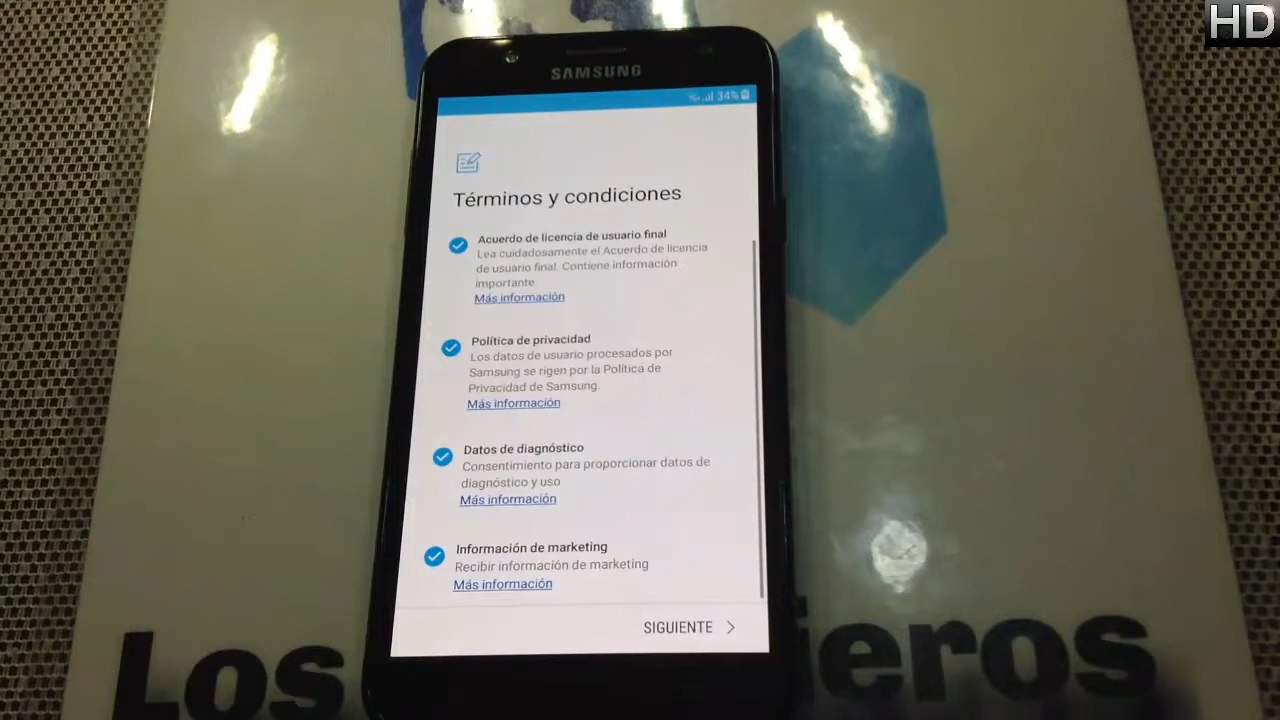 HD
SAMSUNG
34%
Términos y condiciones
Acuerdo de licencia de usuario final
Lea cuidadosamente el Acuerdo de licencia
de usuario final. Contiene información
importante.
Más información
Política de privacidad
Los datos de usuario procesados por
Samsung se rigen por la Política de
Privacidad de Samsung.
Más información
Datos de diagnóstico
Consentimiento para proporcionar datos de
diagnóstico y uso
Más información
Información de marketing
Recibir información de marketing
Más información
SIGUIENTE
Los